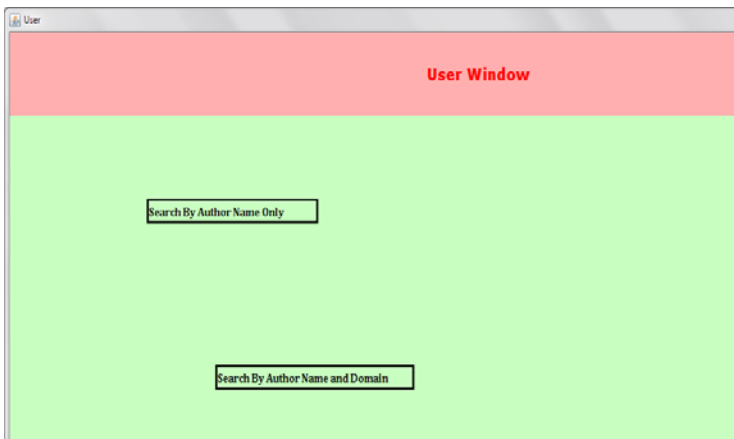 User
User Window
Search By Author Name Only
Search By Author Name and Domain